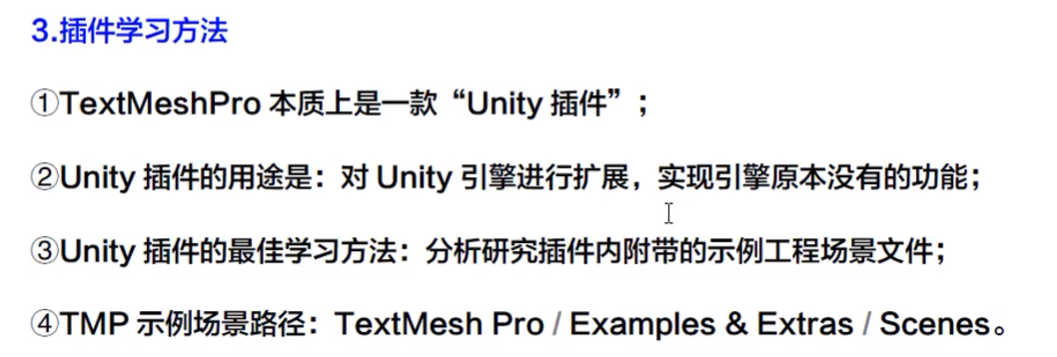 3.插件学习方法
①TextMeshPro 本质上是一款“Unity 插件”；
②Unity 插件的用途是：对 Unity 引擎进行扩展，实现引擎原本没有的功能；
③Unity 插件的最佳学习方法：分析研究插件内附带的示例工程场景文件；
④TMP 示例场景路径：TextMesh Pro / Examples & Extras / Scenes。